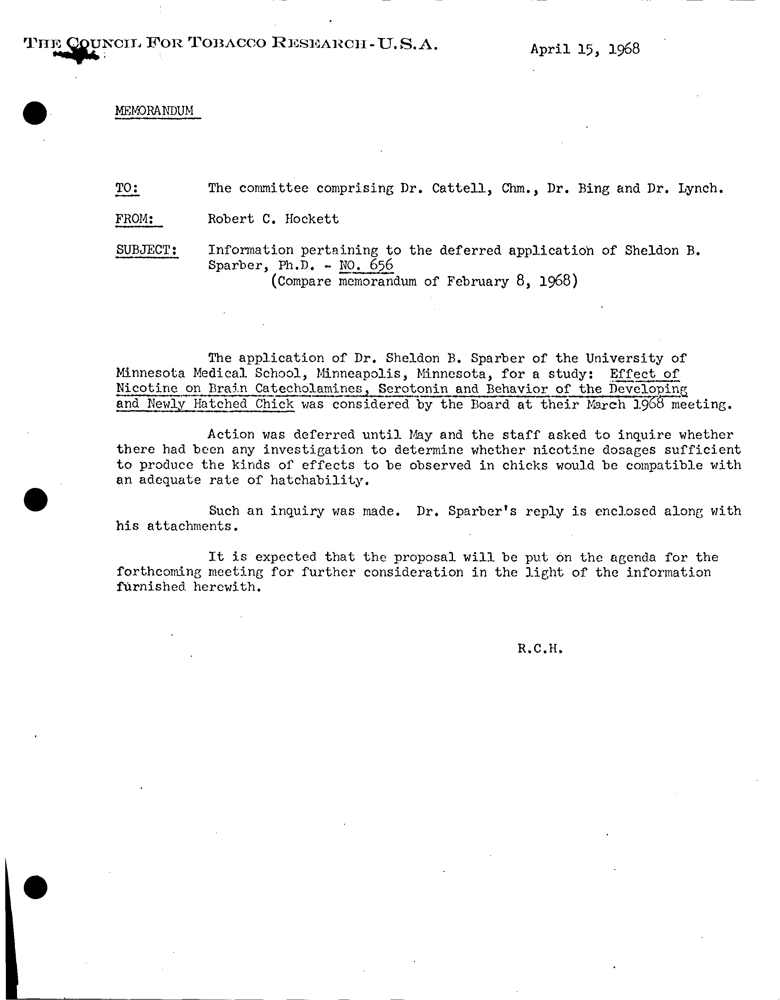 THE COUNCIL FOR TOBACCO RESEARCH-U.S.A.
April 15, 1968
MEMORANDUM
TO: The committee comprising Dr. Cattell, Chm., Dr. Bing and Dr. Lynch.
FROM: Robert C. Hockett
SUBJECT: Information pertaining to the deferred application of Sheldon B.
Sparber, Ph.D. - NO. 656
(Compare memorandum of February 8, 1968)
The application of Dr. Sheldon B. Sparber of the University of
Minnesota Medical School, Minneapolis, Minnesota, for a study: Effect of
Nicotine on Brain Catecholamines, Serotonin and Behavior of the Developing
and Newly Hatched Chick was considered by the Board at their March 1968 meeting.
Action was deferred until May and the staff asked to inquire whether
there had been any investigation to determine whether nicotine dosages sufficient
to produce the kinds of effects to be observed in chicks would be compatible with
an adequate rate of hatchability.
Such an inquiry was made. Dr. Sparber's reply is enclosed along with
his attachments.
It is expected that the proposal will be put on the agenda for the
forthcoming meeting for further consideration in the light of the information
furnished herewith.
R.C.H.